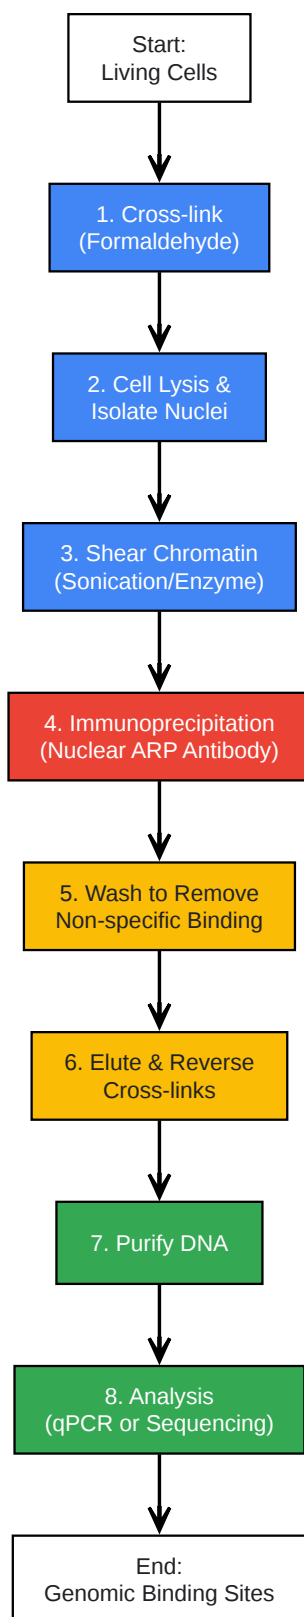 Start:
Living Cells
1. Cross-link
(Formaldehyde)
2. Cell Lysis &
Isolate Nuclei
3. Shear Chromatin
(Sonication/Enzyme)
4. Immunoprecipitation
(Nuclear ARP Antibody)
5. Wash to Remove
Non-specific Binding
6. Elute & Reverse
Cross-links
7. Purify DNA
8. Analysis
(qPCR or Sequencing)
End:
Genomic Binding Sites